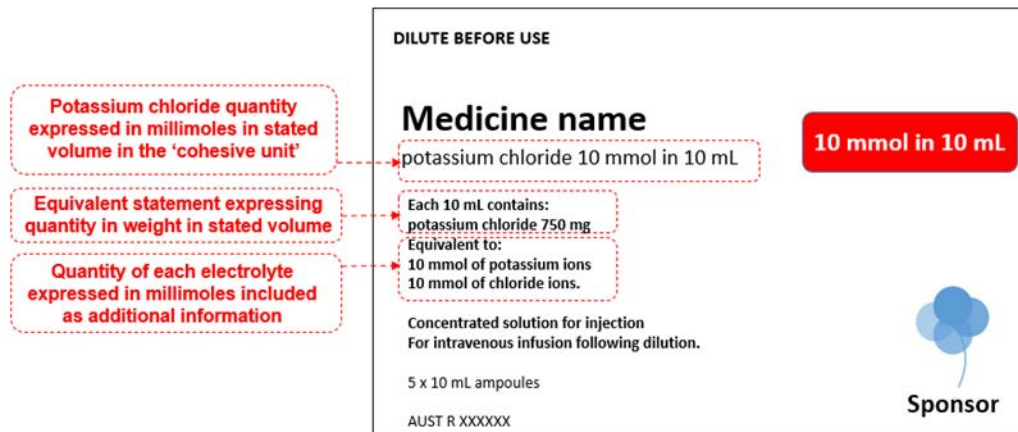 DILUTE BEFORE USE
Potassium chloride quantity
expressed in millimoles in stated
volume in the ‘cohesive unit’
Medicine name
potassium chloride 10 mmol in 10 mL
10 mmol in 10 mL
Equivalent statement expressing
quantity in weight in stated volume
Each 10 mL contains:
potassium chloride 750 mg
Quantity of each electrolyte
expressed in millimoles included
as additional information
Equivalent to:
10 mmol of potassium ions
10 mmol of chloride ions.
Concentrated solution for injection
For intravenous infusion following dilution.
5 x 10 mL ampoules
AUST R XXXXXX
Sponsor